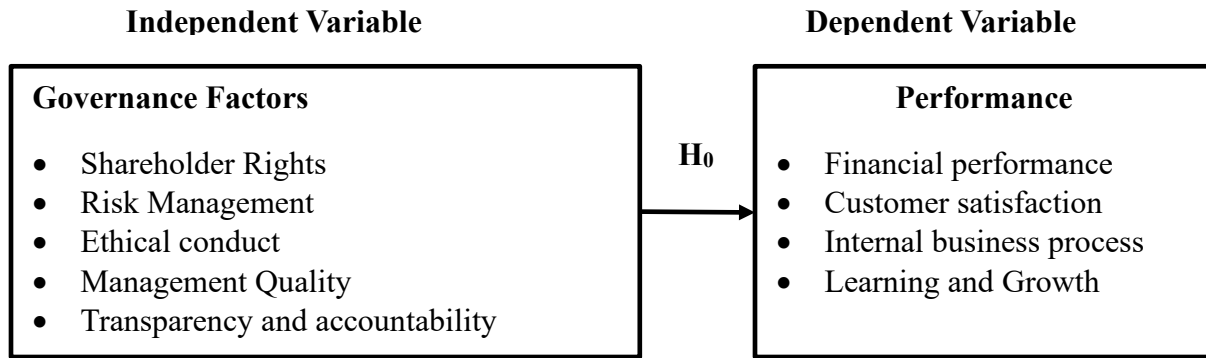 Independent Variable
Dependent Variable
Governance Factors
• Shareholder Rights
• Risk Management
• Ethical conduct
• Management Quality
• Transparency and accountability
H₀
Performance
• Financial performance
• Customer satisfaction
• Internal business process
• Learning and Growth